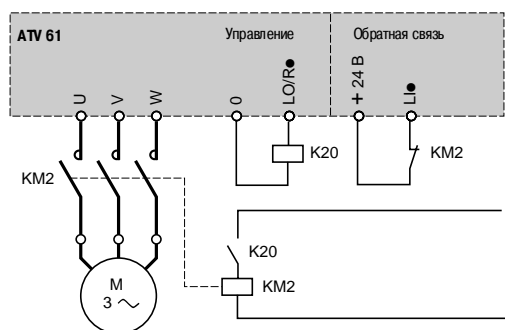 ATV 61
Управление
Обратная связь
U
V
W
0
LO/R●
+ 24 В
LI●
K20
KM2
KM2
K20
KM2
M
3 ~